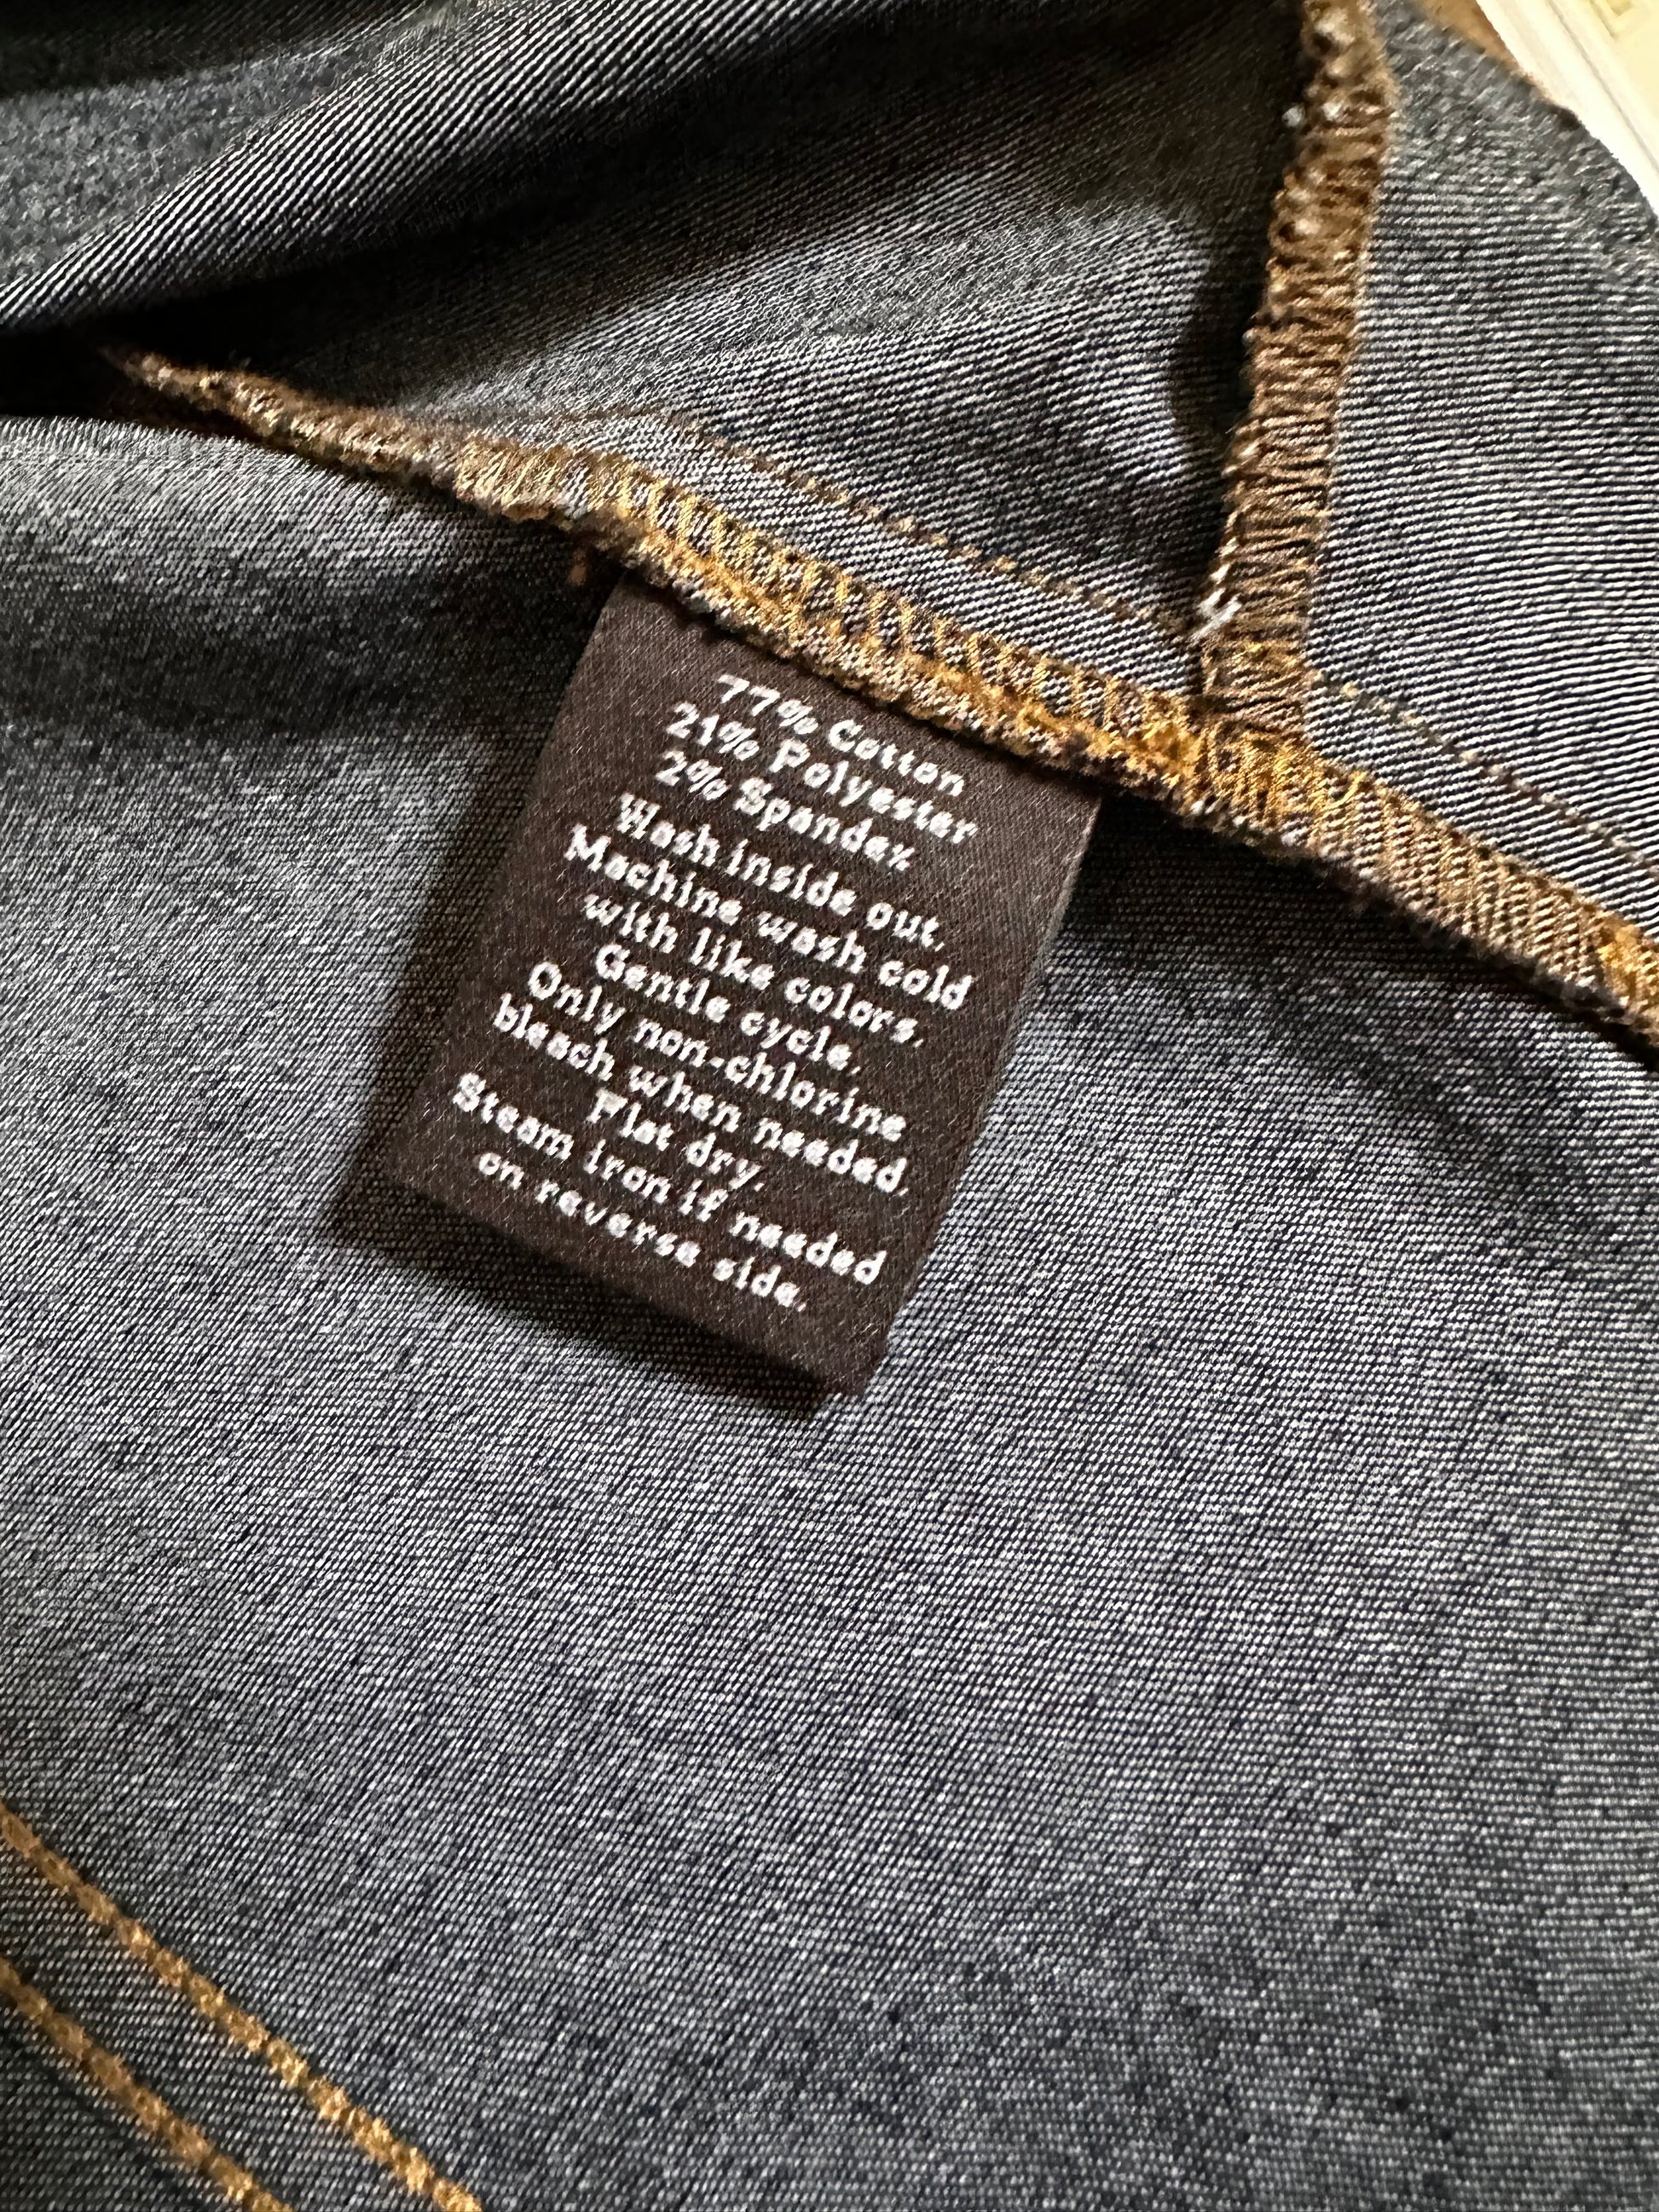 77% Cotton
21% Polyester
2% Spandex
Wash inside out.
Machine wash cold
with like colors.
Gentle cycle.
Only non-chlorine
bleach when needed.
Flat dry.
Steam iron if needed
on reverse side.